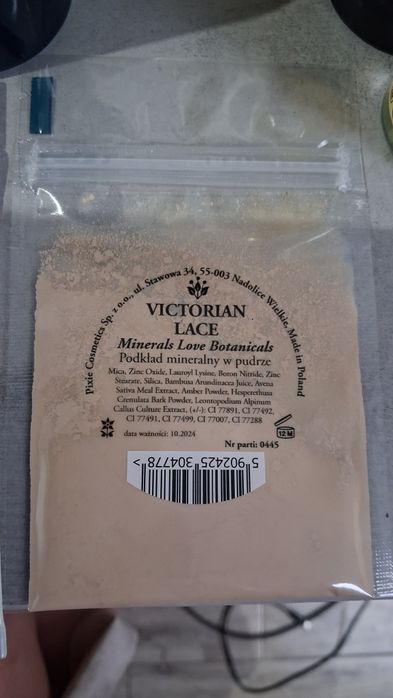 Pixie Cosmetics Sp. z o.o., ul. Stawowa 34, 55-003 Nadolice Wielkie, Made in Poland
VICTORIAN
LACE
Minerals Love Botanicals
Podkład mineralny w pudrze
Mica, Zinc Oxide, Lauroyl Lysine, Boron Nitride, Zinc
Stearate, Silica, Bambusa Arundinacea Juice, Avena
Sativa Meal Extract, Amber Powder, Hesperethusa
Crenulata Bark Powder, Leontopodium Alpinum
Callus Culture Extract, (+/-): CI 77891, CI 77492,
CI 77491, CI 77499, CI 77007, CI 77288
data ważności: 10.2024
12 M
Nr parti: 0445
5 902425 304778 >